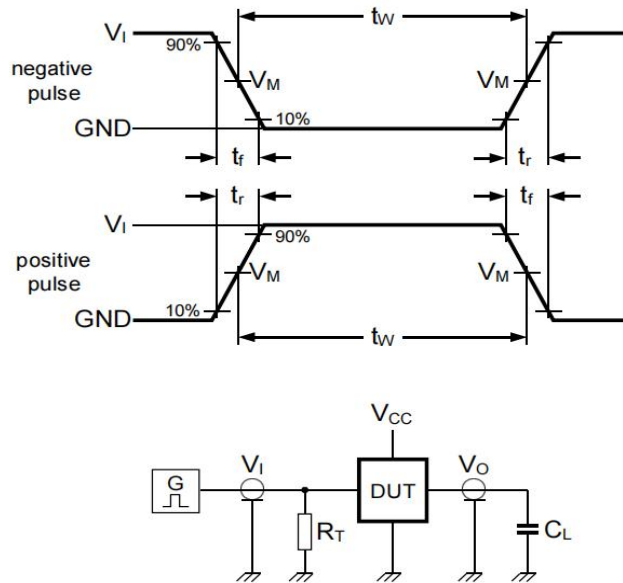 V_I
90%
negative
pulse
t_W
V_M
V_M
10%
GND
t_f
t_r
t_r
t_f
V_I
90%
positive
pulse
V_M
V_M
10%
GND
t_W
V_CC
G
V_I
DUT
V_O
R_T
C_L